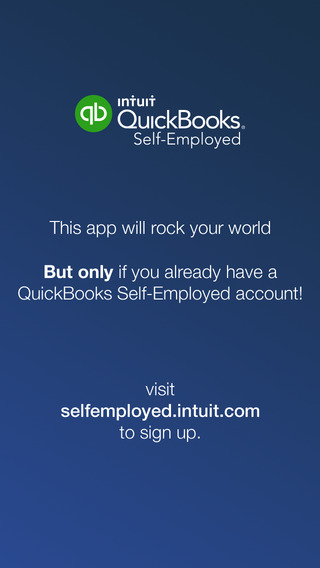 qb
ıntuıt
QuickBooks®
Self-Employed
This app will rock your world
But only if you already have a
QuickBooks Self-Employed account!
visit
selfemployed.intuit.com
to sign up.